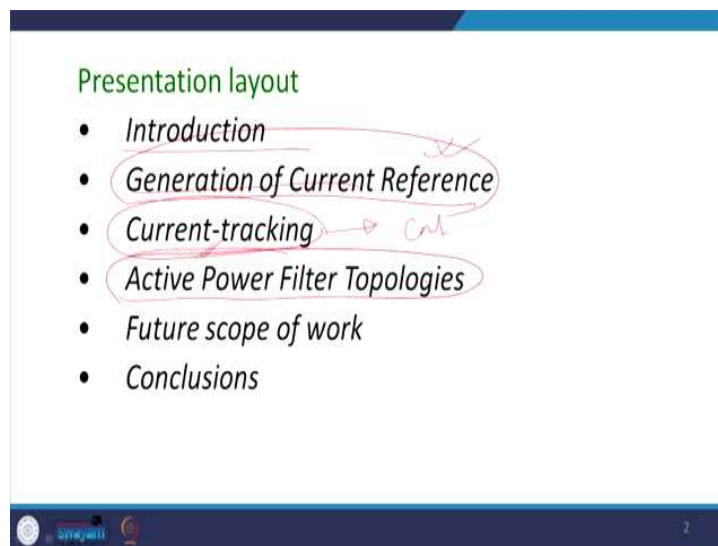 Presentation layout
• Introduction
• Generation of Current Reference
• Current-tracking
• Active Power Filter Topologies
• Future scope of work
• Conclusions
swayam
2